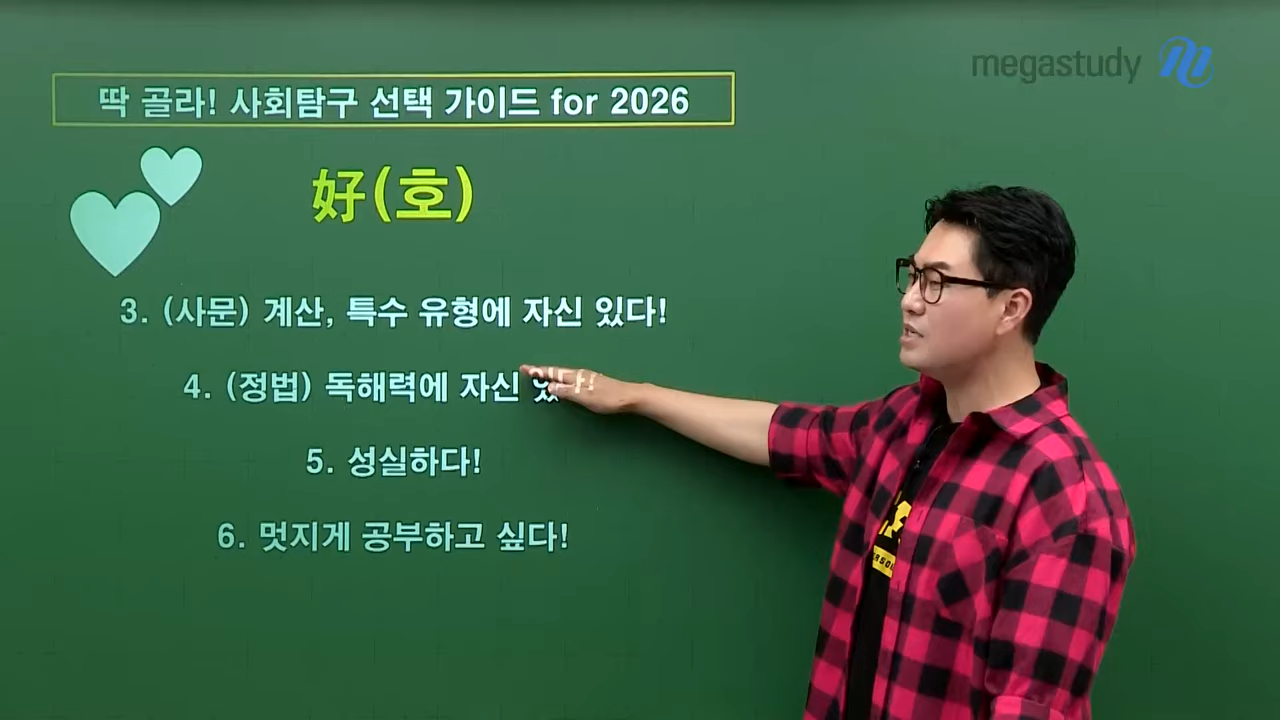 megastudy
딱 골라! 사회탐구 선택 가이드 for 2026
好(호)
3. (사문) 계산, 특수 유형에 자신 있다!
4. (정법) 독해력에 자신 있다!
5. 성실하다!
6. 멋지게 공부하고 싶다!